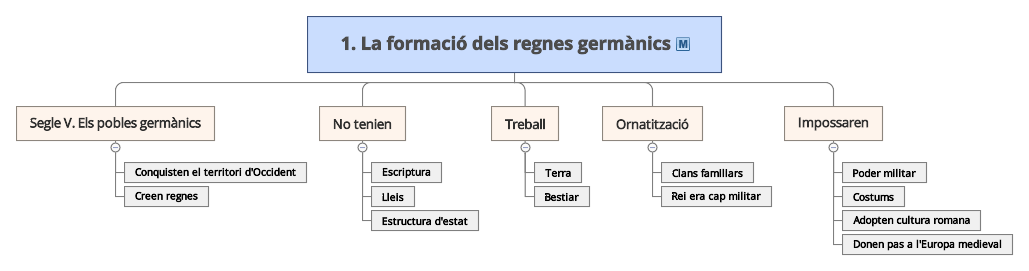 1. La formació dels regnes germànics M
Segle V. Els pobles germànics
Conquisten el territori d'Occident
Creen regnes
No tenien
Escriptura
Lleis
Estructura d'estat
Treball
Terra
Bestiar
Ornatització
Clans familiars
Rei era cap militar
Impossaren
Poder militar
Costums
Adopten cultura romana
Donen pas a l'Europa medieval